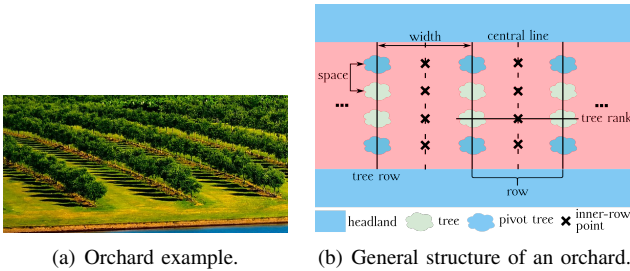 width
central line
space
...
...
tree rank
tree row
row
headland
tree
pivot tree
inner-row
point
(a) Orchard example.
(b) General structure of an orchard.